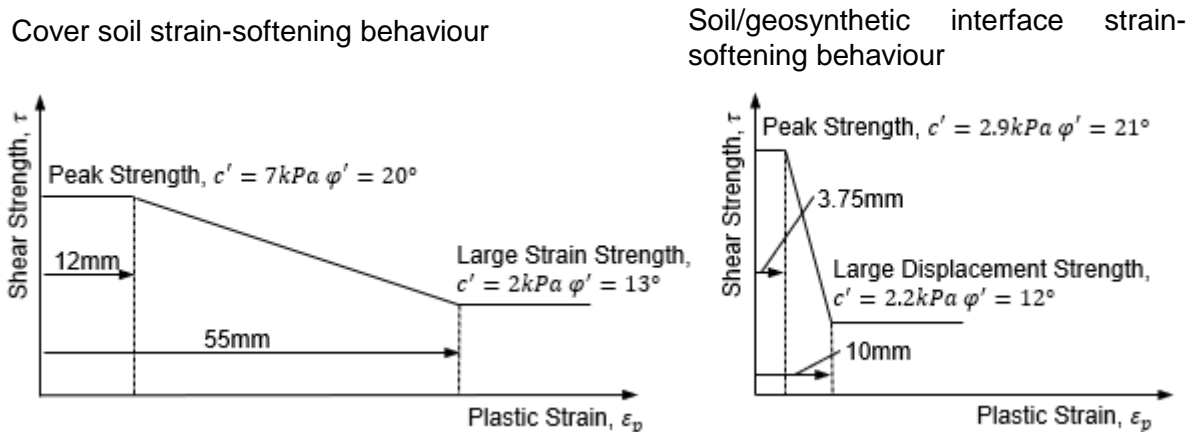 Cover soil strain-softening behaviour
Shear Strength, τ
Peak Strength, c′ = 7kPa φ′ = 20°
12mm
Large Strain Strength,
c′ = 2kPa φ′ = 13°
55mm
Plastic Strain, εp
Soil/geosynthetic interface strain-
softening behaviour
Shear Strength, τ
Peak Strength, c′ = 2.9kPa φ′ = 21°
3.75mm
Large Displacement Strength,
c′ = 2.2kPa φ′ = 12°
10mm
Plastic Strain, εp